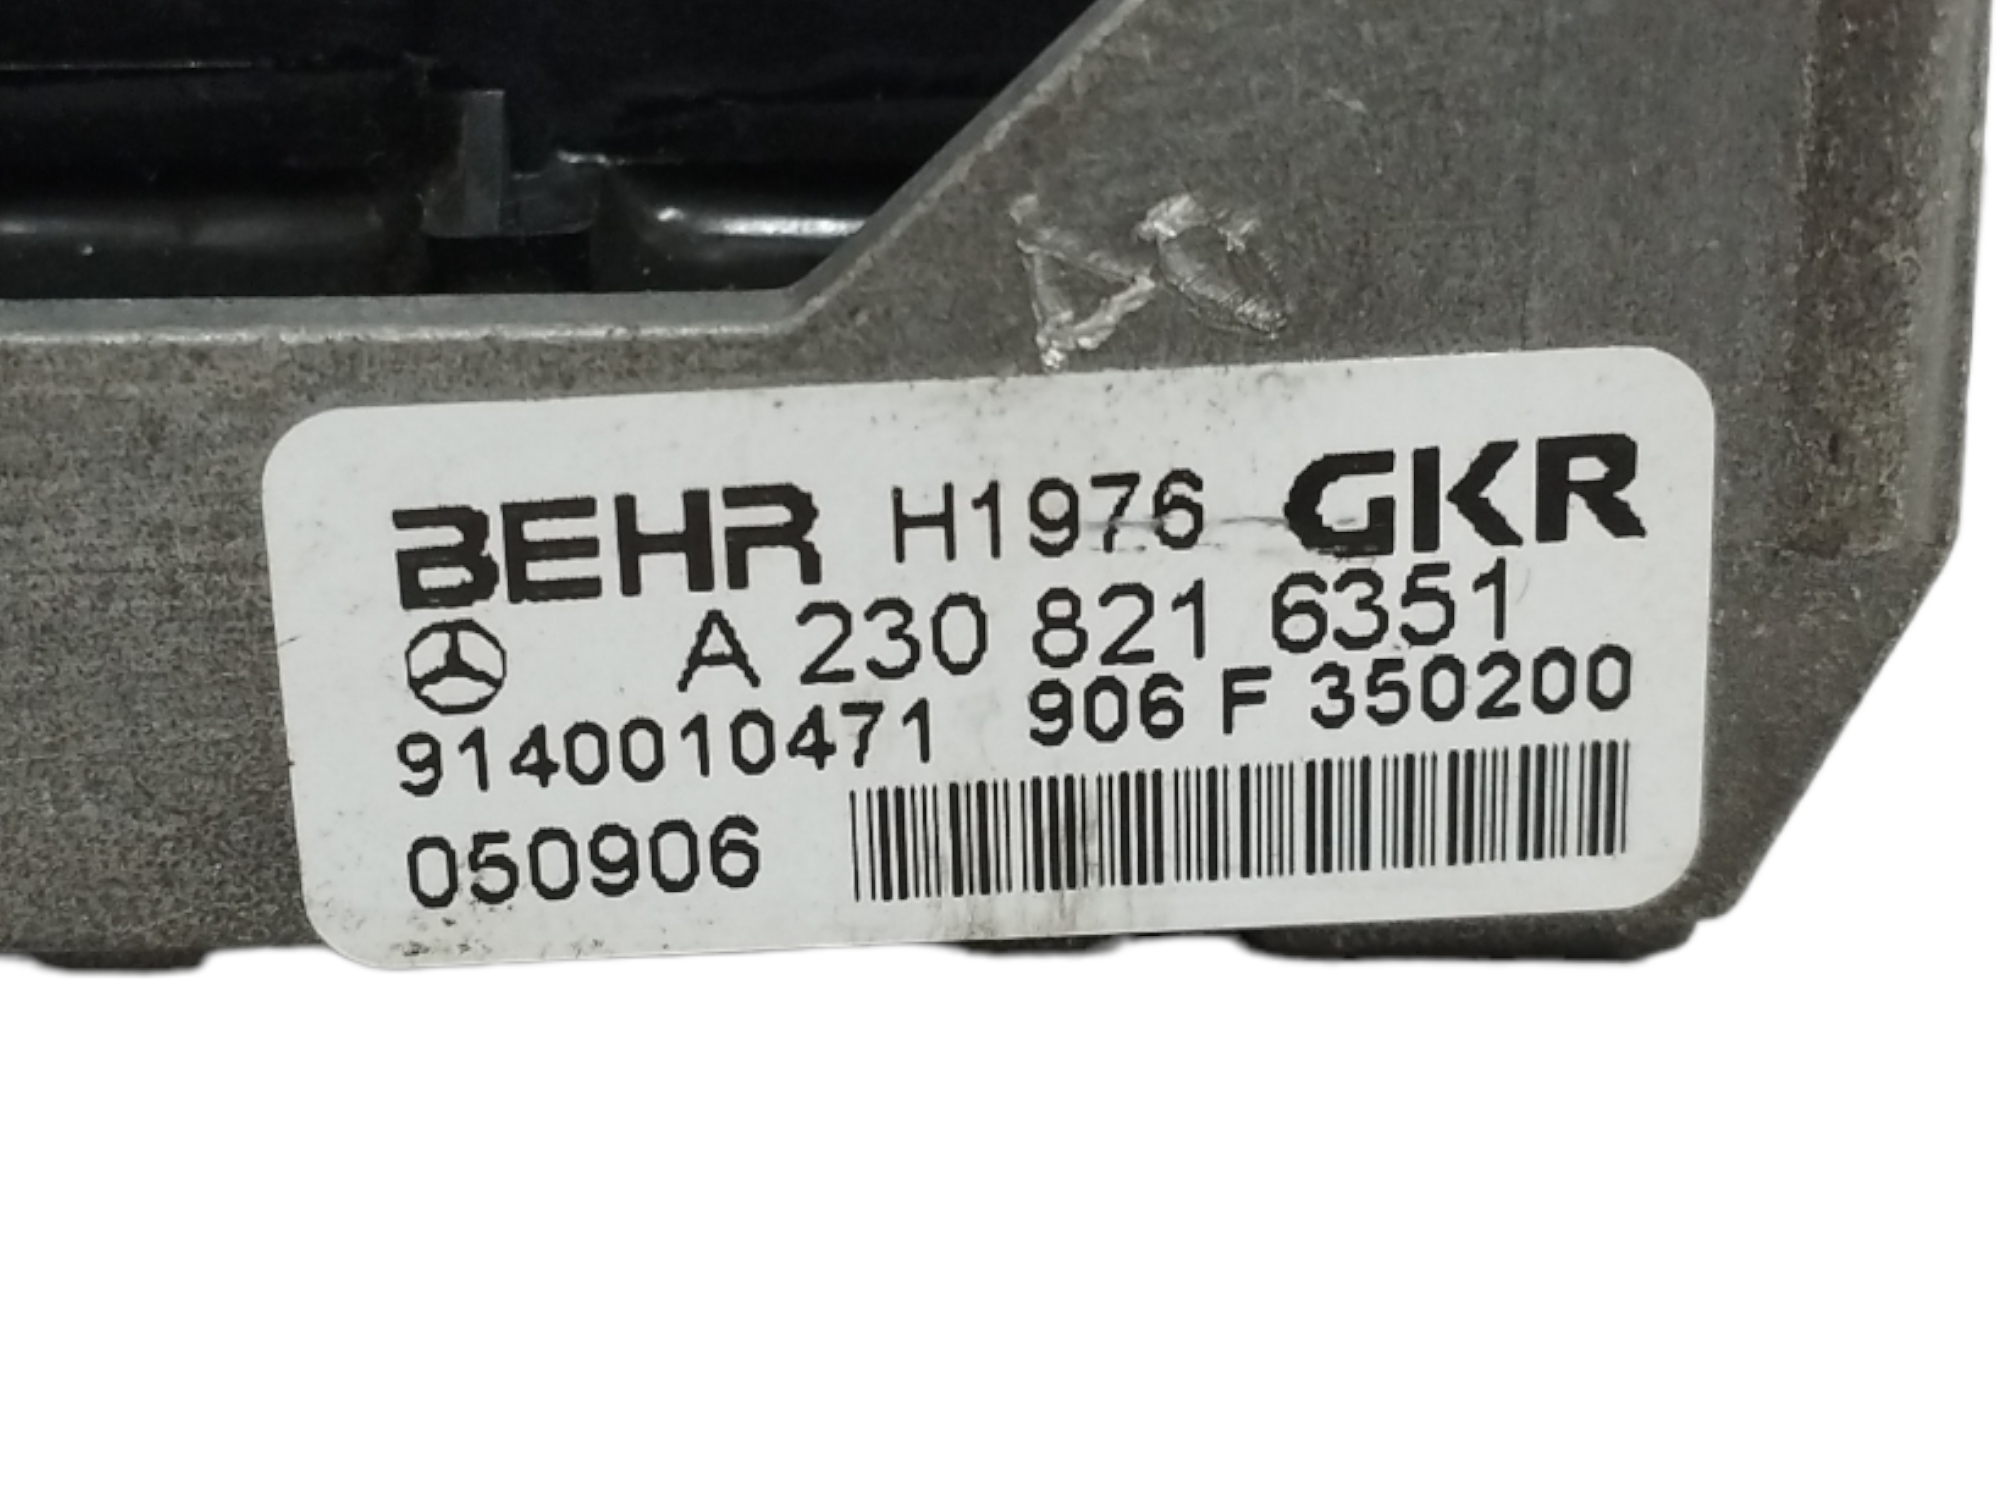 BEHR H1976 GKR
A 230 821 6351
9140010471 906 F 350200
050906